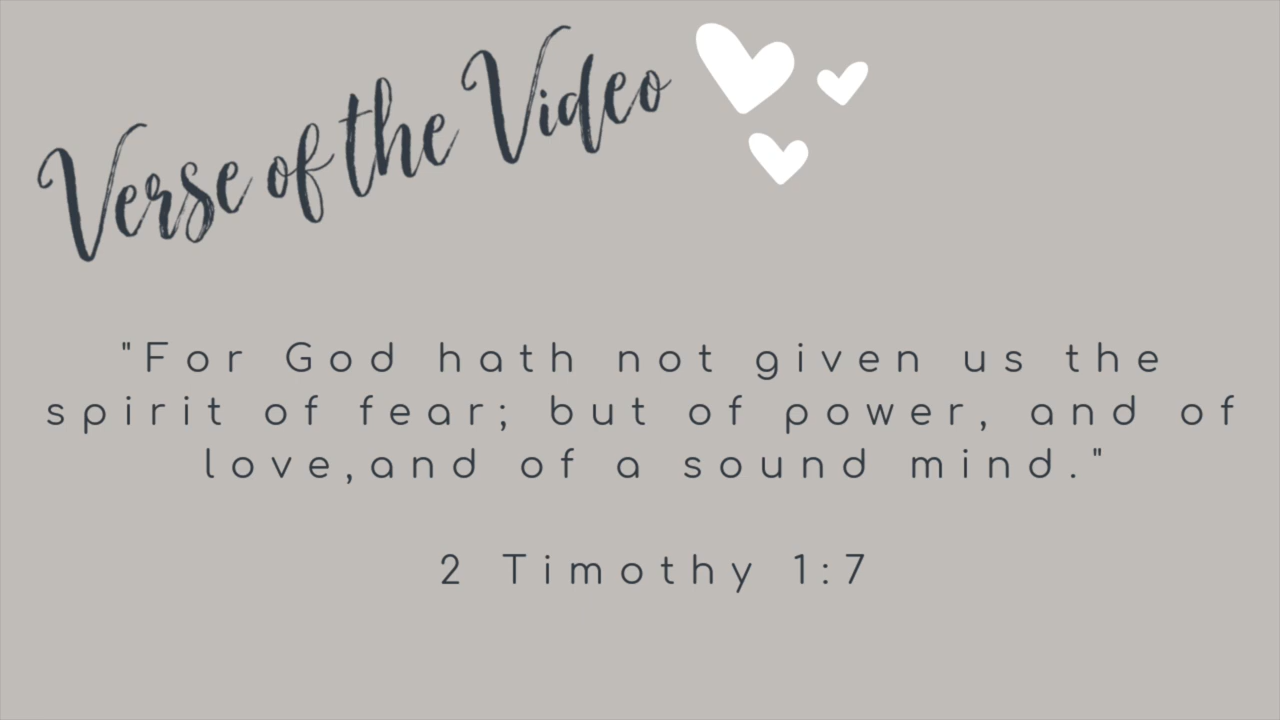 Verse of the Video
"For God hath not given us the
spirit of fear; but of power, and of
love,and of a sound mind."
2 Timothy 1:7